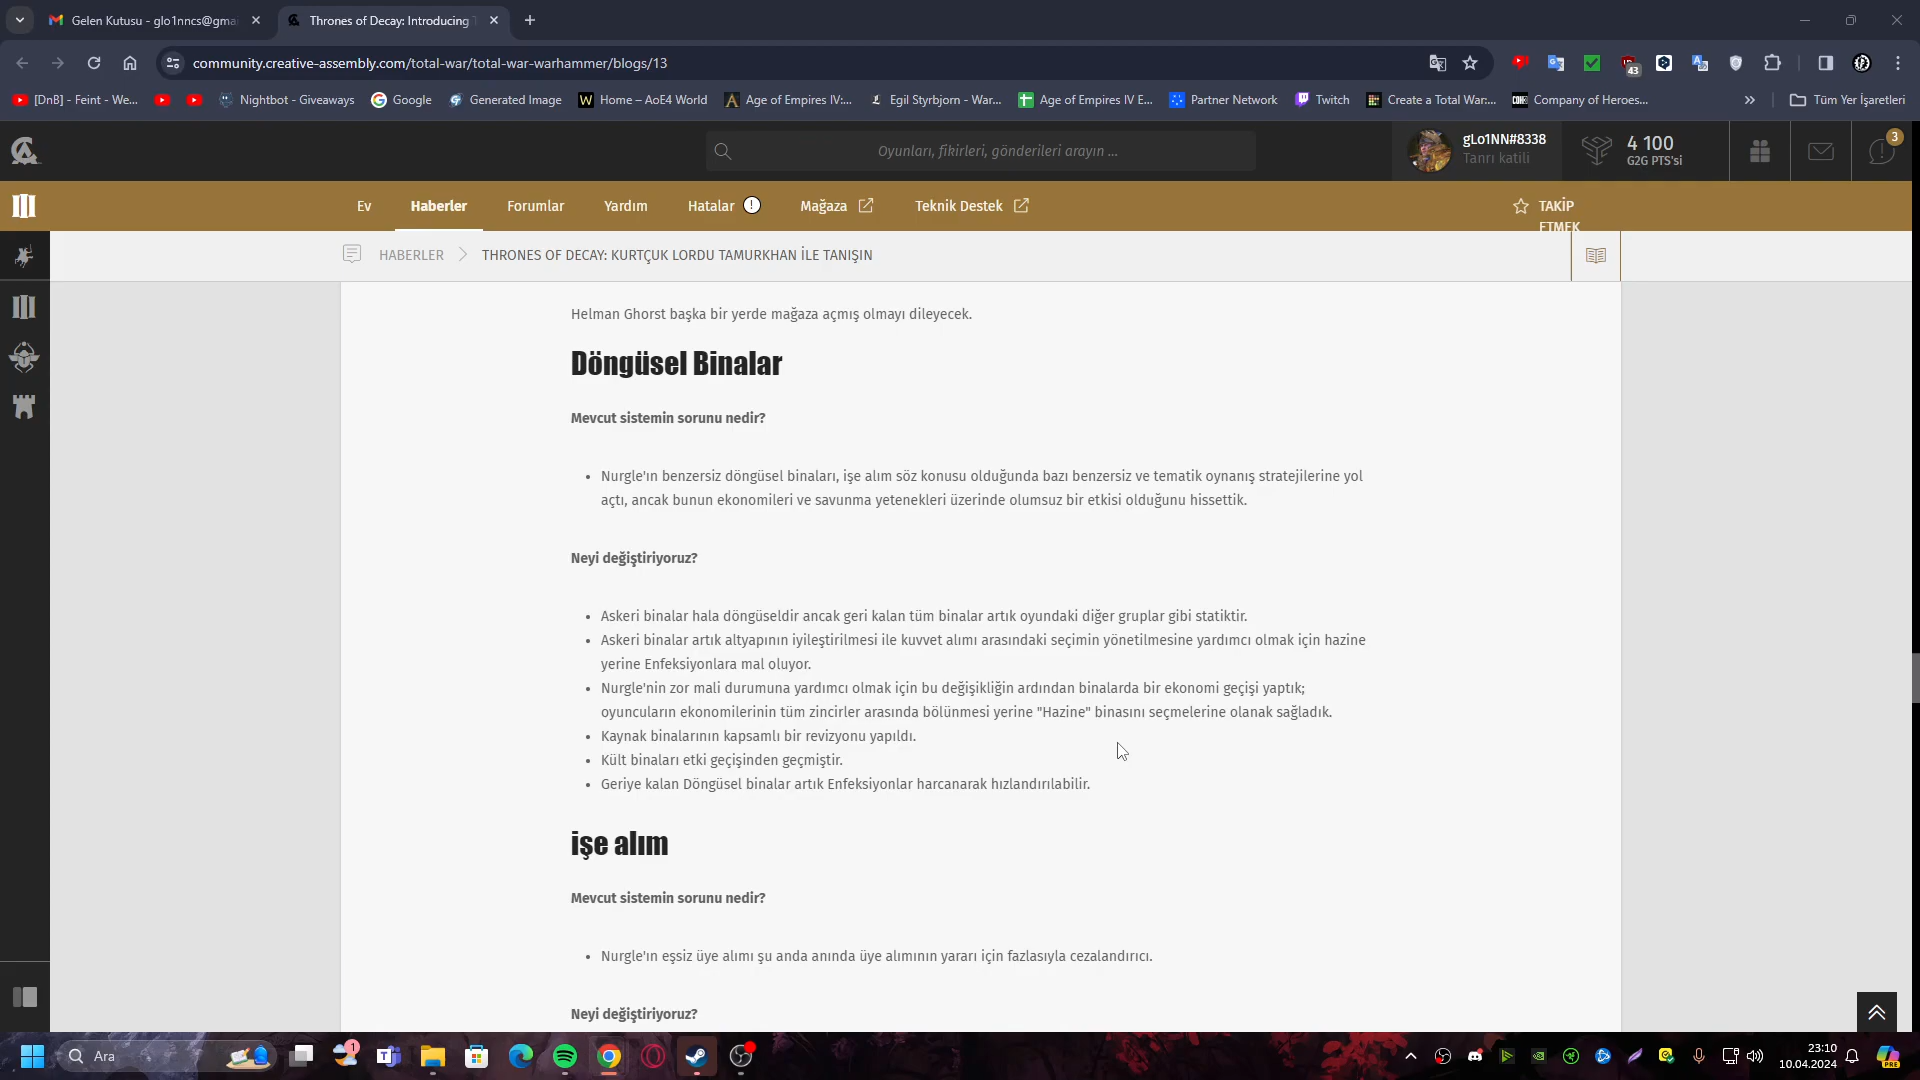 Gelen Kutusu - glo1nncs@gma
Thrones of Decay: Introducing T
community.creative-assembly.com/total-war/total-war-warhammer/blogs/13
43
[DnB] - Feint - We...
Nightbot - Giveaways
Google
Generated Image
Home – AoE4 World
Age of Empires IV:...
Egil Styrbjorn - War...
Age of Empires IV E...
Partner Network
Twitch
Create a Total War:...
Company of Heroes...
Tüm Yer İşaretleri
Oyunları, fikirleri, gönderileri arayın ...
gLo1NN#8338
Tanrı katili
4 100
G2G PTS'si
3
Ev
Haberler
Forumlar
Yardım
Hatalar
Mağaza
Teknik Destek
TAKİP
ETMEK
HABERLER
THRONES OF DECAY: KURTÇUK LORDU TAMURKHAN İLE TANIŞIN
Helman Ghorst başka bir yerde mağaza açmış olmayı dileyecek.
Döngüsel Binalar
Mevcut sistemin sorunu nedir?
• Nurgle'ın benzersiz döngüsel binaları, işe alım söz konusu olduğunda bazı benzersiz ve tematik oynanış stratejilerine yol
açtı, ancak bunun ekonomileri ve savunma yetenekleri üzerinde olumsuz bir etkisi olduğunu hissettik.
Neyi değiştiriyoruz?
• Askeri binalar hala döngüseldir ancak geri kalan tüm binalar artık oyundaki diğer gruplar gibi statiktir.
• Askeri binalar artık altyapının iyileştirilmesi ile kuvvet alımı arasındaki seçimin yönetilmesine yardımcı olmak için hazine
yerine Enfeksiyonlara mal oluyor.
• Nurgle'nin zor mali durumuna yardımcı olmak için bu değişikliğin ardından binalarda bir ekonomi geçişi yaptık;
oyuncuların ekonomilerinin tüm zincirler arasında bölünmesi yerine "Hazine" binasını seçmelerine olanak sağladık.
• Kaynak binalarının kapsamlı bir revizyonu yapıldı.
• Kült binaları etki geçişinden geçmiştir.
• Geriye kalan Döngüsel binalar artık Enfeksiyonlar harcanarak hızlandırılabilir.
işe alım
Mevcut sistemin sorunu nedir?
• Nurgle'ın eşsiz üye alımı şu anda anında üye alımının yararı için fazlasıyla cezalandırıcı.
Neyi değiştiriyoruz?
Ara
1
23:10
10.04.2024
PRE